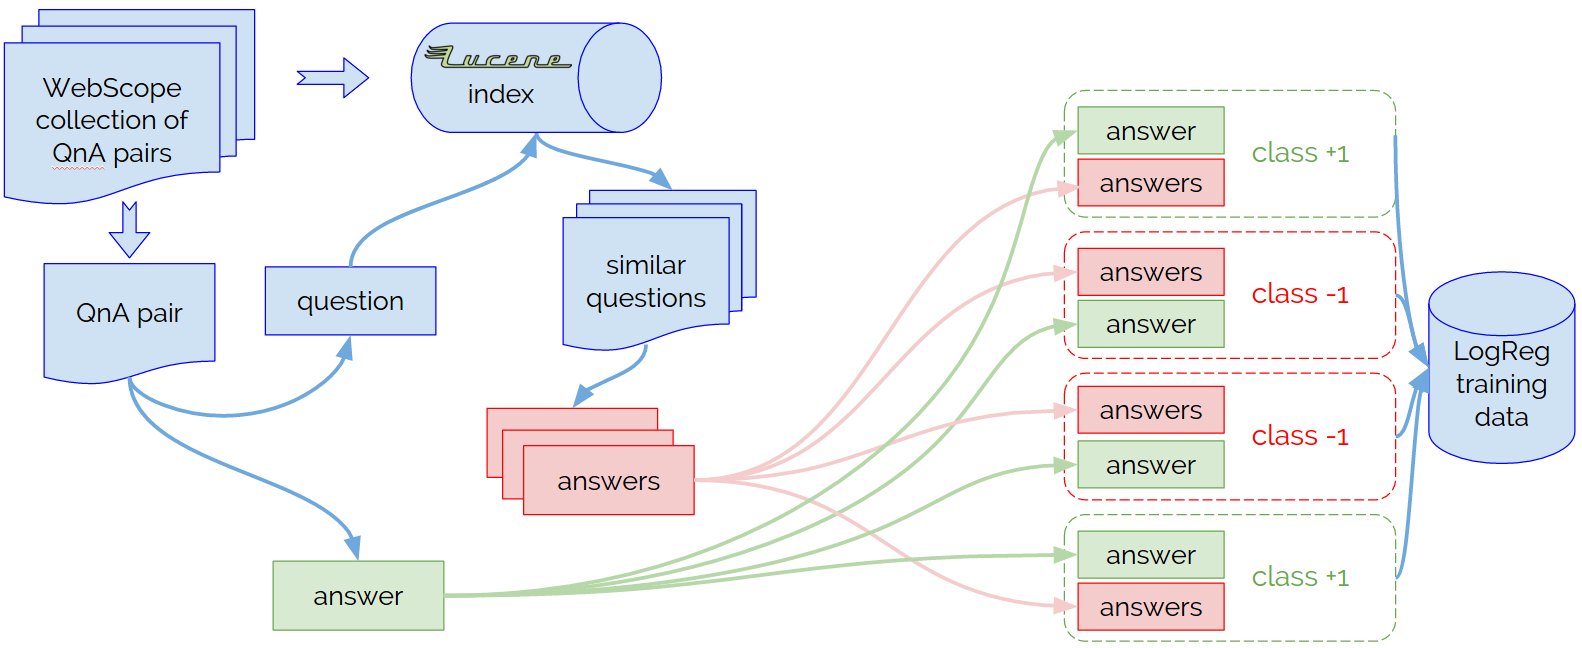 WebScope
collection of
QnA pairs
Lucene
index
QnA pair
question
similar
questions
answers
answer
answer
answers
class +1
answers
answer
class -1
answers
answer
class -1
answer
answers
class +1
LogReg
training
data